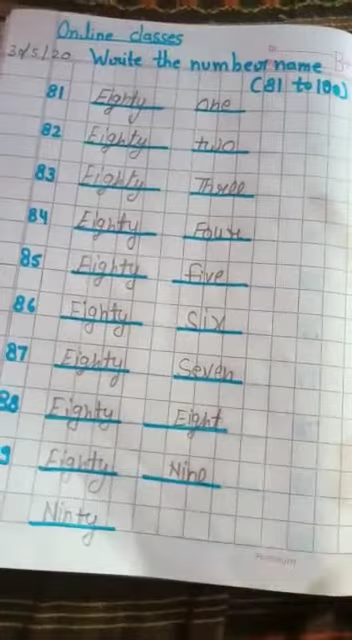 Online classes
30/5/20 Write the number name
(81 to 100)
81 Eighty one
82 Eighty two
83 Eighty Three
84 Eighty Four
85 Eighty five
86 Eighty Six
87 Eighty Seven
88 Eighty Eight
9 Eighty Nine
Ninty